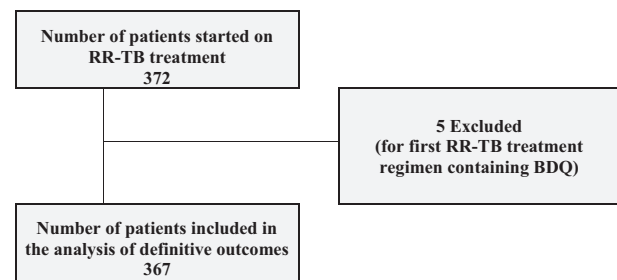 Number of patients started on
RR-TB treatment
372
5 Excluded
(for first RR-TB treatment
regimen containing BDQ)
Number of patients included in
the analysis of definitive outcomes
367